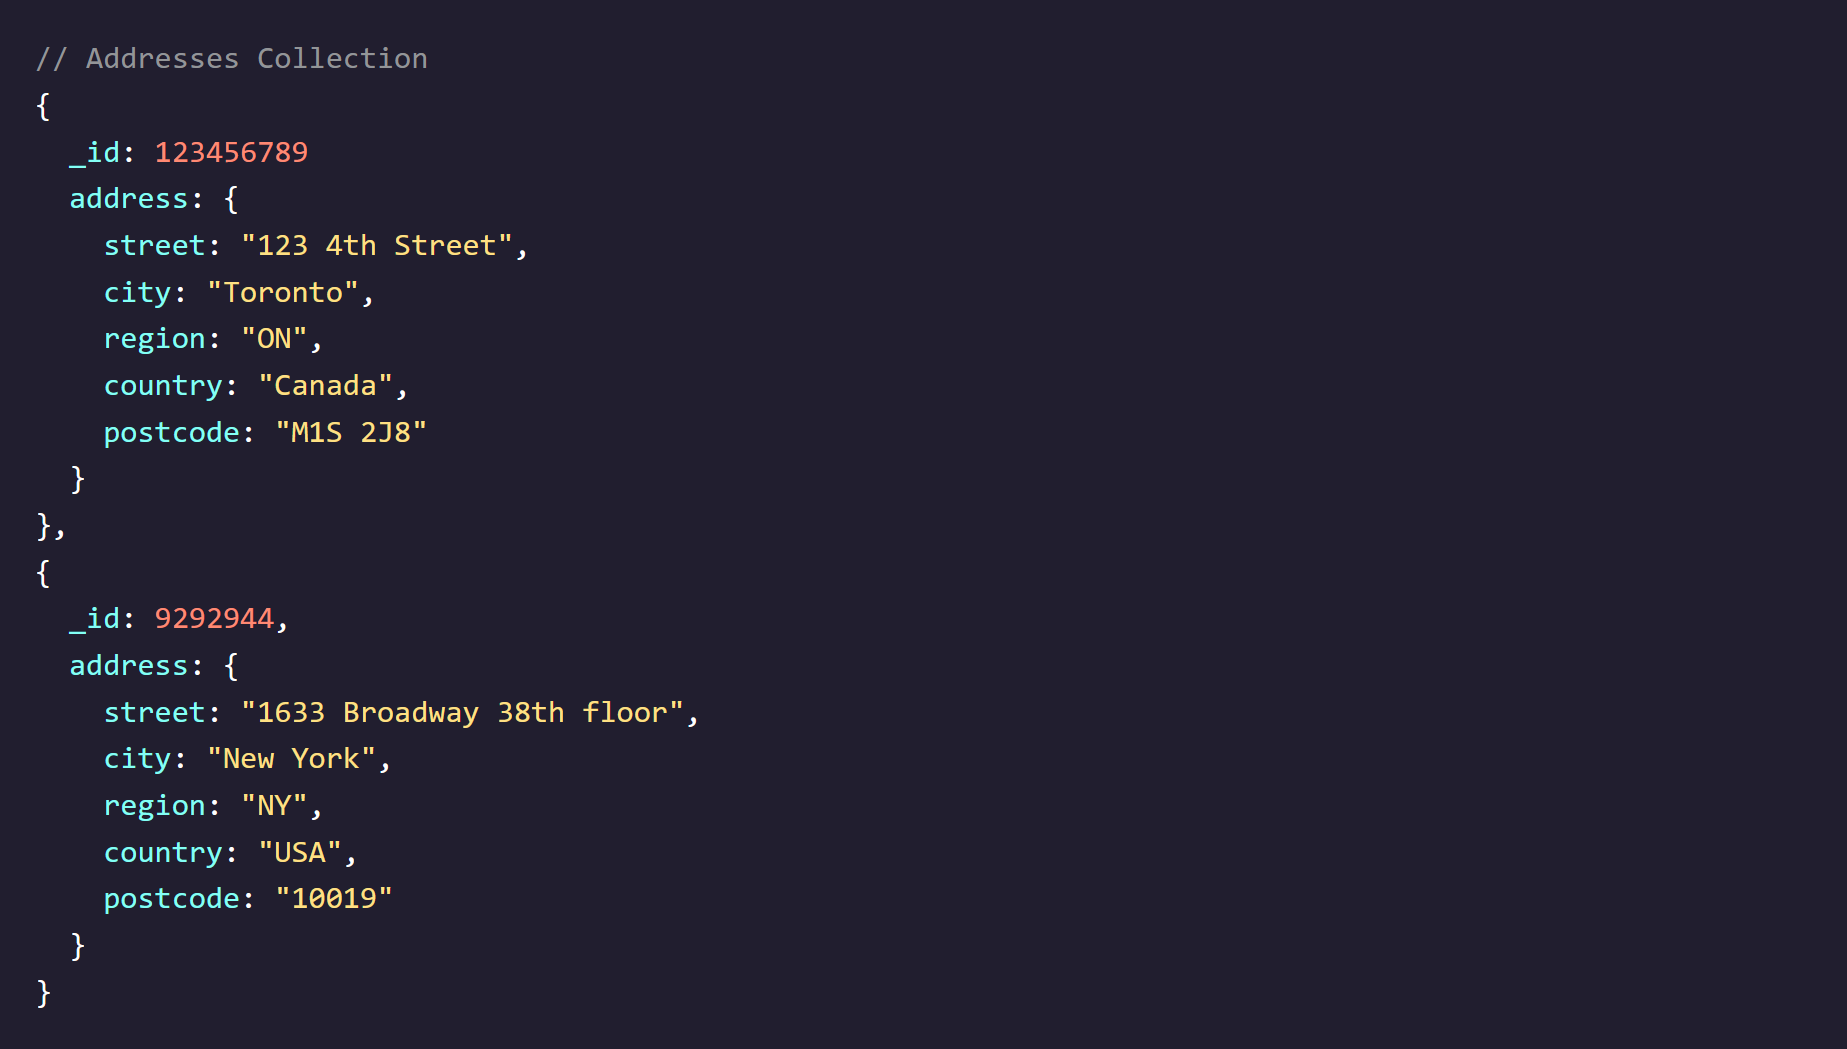 // Addresses Collection
{
  _id: 123456789
  address: {
    street: "123 4th Street",
    city: "Toronto",
    region: "ON",
    country: "Canada",
    postcode: "M1S 2J8"
  }
},
{
  _id: 9292944,
  address: {
    street: "1633 Broadway 38th floor",
    city: "New York",
    region: "NY",
    country: "USA",
    postcode: "10019"
  }
}